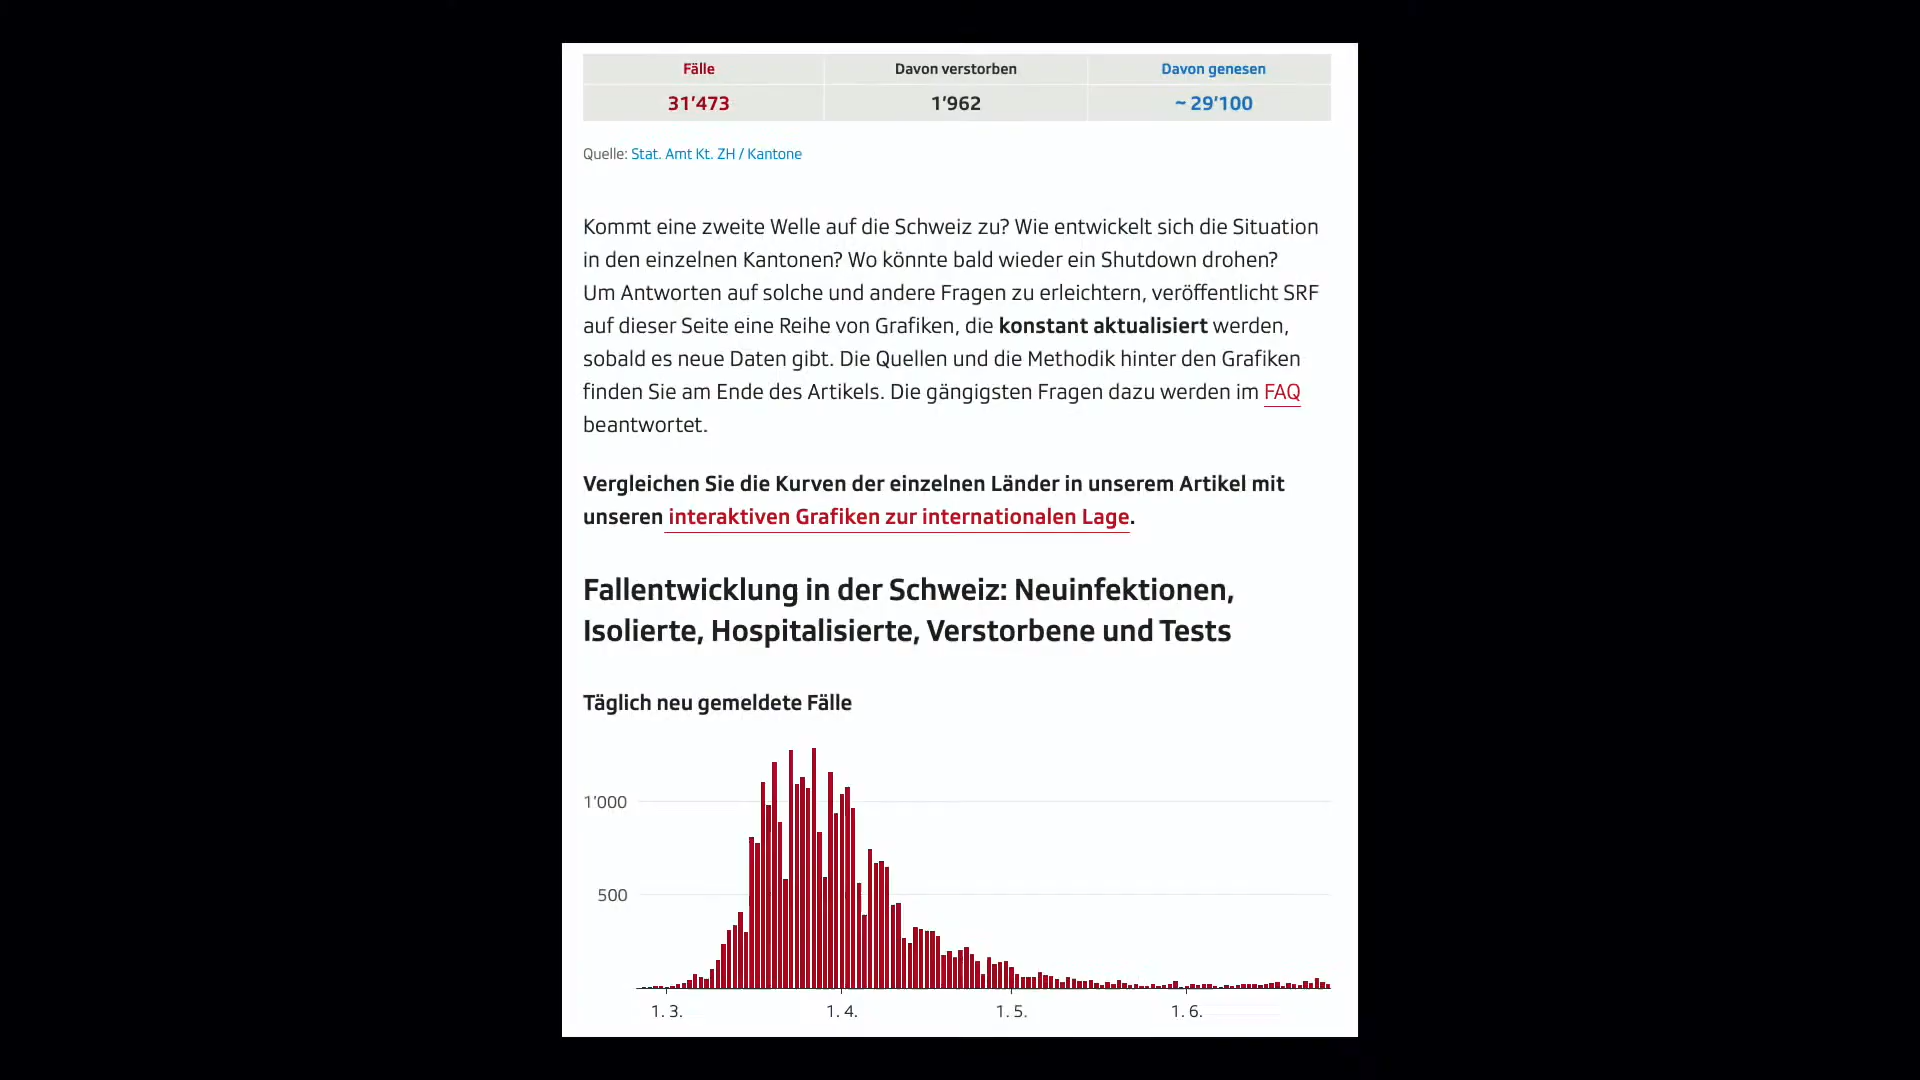 Fälle Davon verstorben Davon genesen
31’473 1’962 ~ 29’100
Quelle: Stat. Amt Kt. ZH / Kantone
Kommt eine zweite Welle auf die Schweiz zu? Wie entwickelt sich die Situation
in den einzelnen Kantonen? Wo könnte bald wieder ein Shutdown drohen?
Um Antworten auf solche und andere Fragen zu erleichtern, veröffentlicht SRF
auf dieser Seite eine Reihe von Grafiken, die konstant aktualisiert werden,
sobald es neue Daten gibt. Die Quellen und die Methodik hinter den Grafiken
finden Sie am Ende des Artikels. Die gängigsten Fragen dazu werden im FAQ
beantwortet.
Vergleichen Sie die Kurven der einzelnen Länder in unserem Artikel mit
unseren interaktiven Grafiken zur internationalen Lage.
Fallentwicklung in der Schweiz: Neuinfektionen,
Isolierte, Hospitalisierte, Verstorbene und Tests
Täglich neu gemeldete Fälle
1’000
500
1. 3. 1. 4. 1. 5. 1. 6.